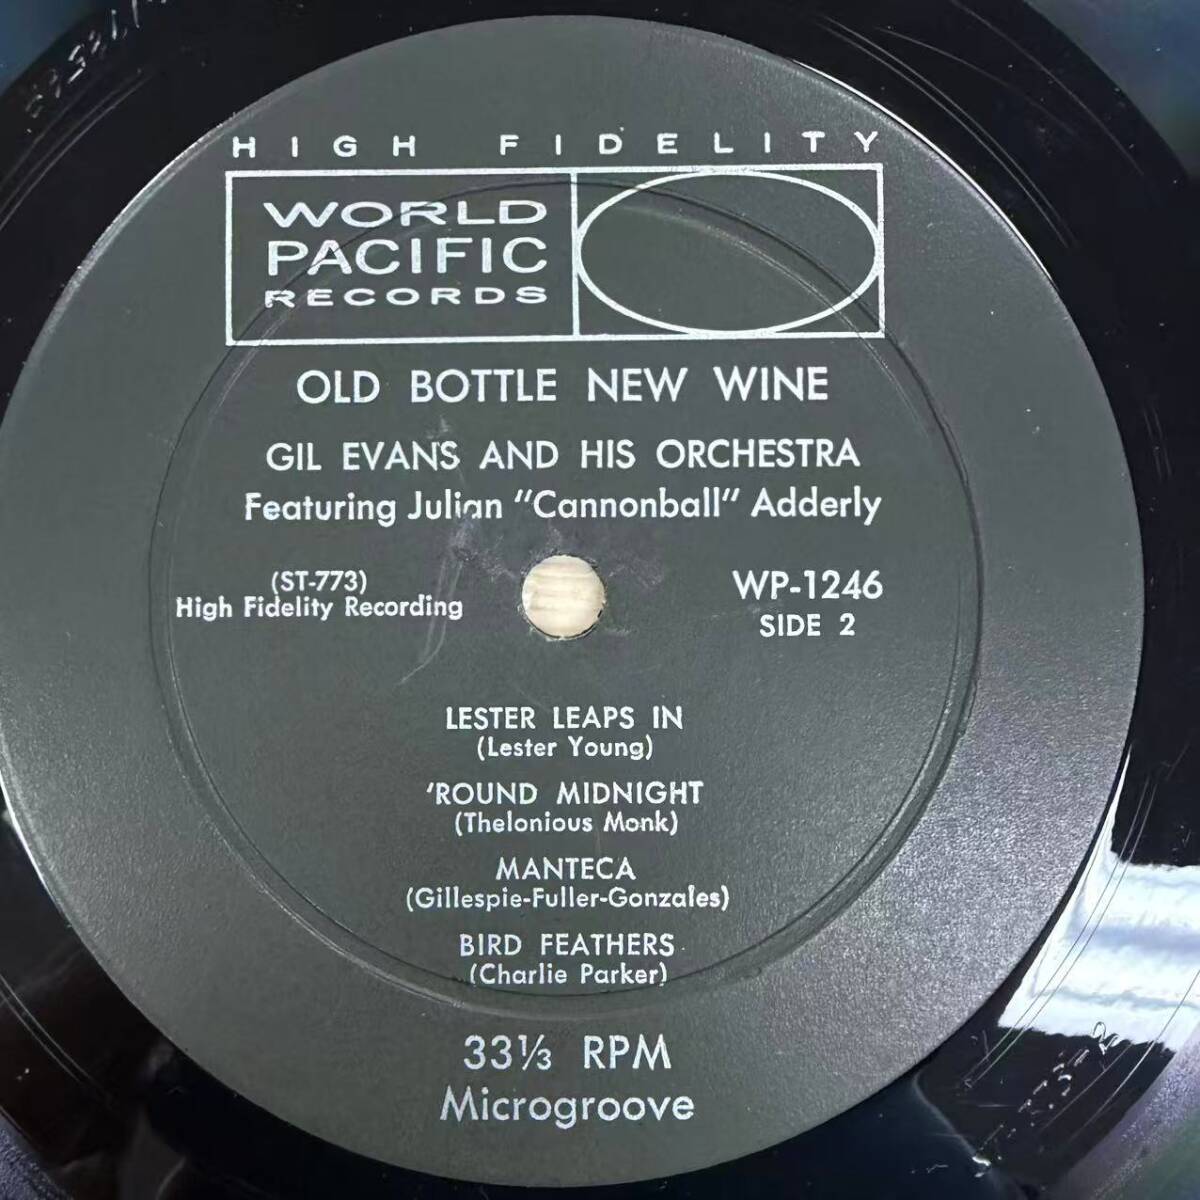 HIGH FIDELITY
WORLD
PACIFIC
RECORDS
OLD BOTTLE NEW WINE
GIL EVANS AND HIS ORCHESTRA
Featuring Julian "Cannonball" Adderly
(ST-773)
High Fidelity Recording
WP-1246
SIDE 2
LESTER LEAPS IN
(Lester Young)
'ROUND MIDNIGHT
(Thelonious Monk)
MANTECA
(Gillespie-Fuller-Gonzales)
BIRD FEATHERS
(Charlie Parker)
33⅓ RPM
Microgroove